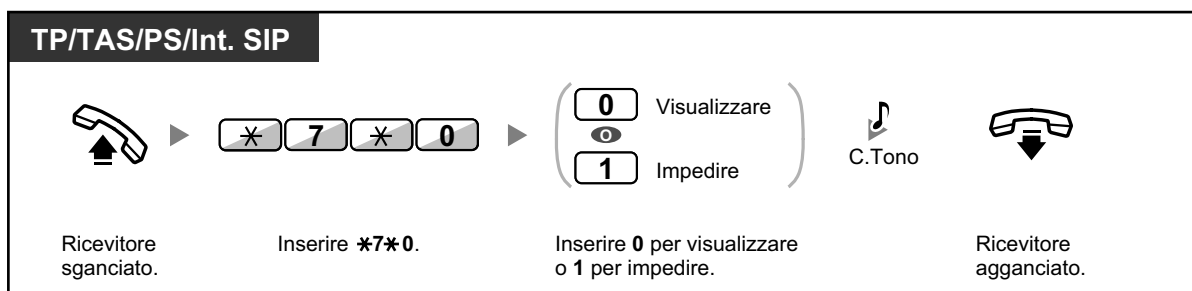 TP/TAS/PS/Int. SIP
* 7 * 0
0 Visualizzare
O
1 Impedire
C.Tono
Ricevitore
sganciato.
Inserire *7*0.
Inserire 0 per visualizzare
o 1 per impedire.
Ricevitore
agganciato.